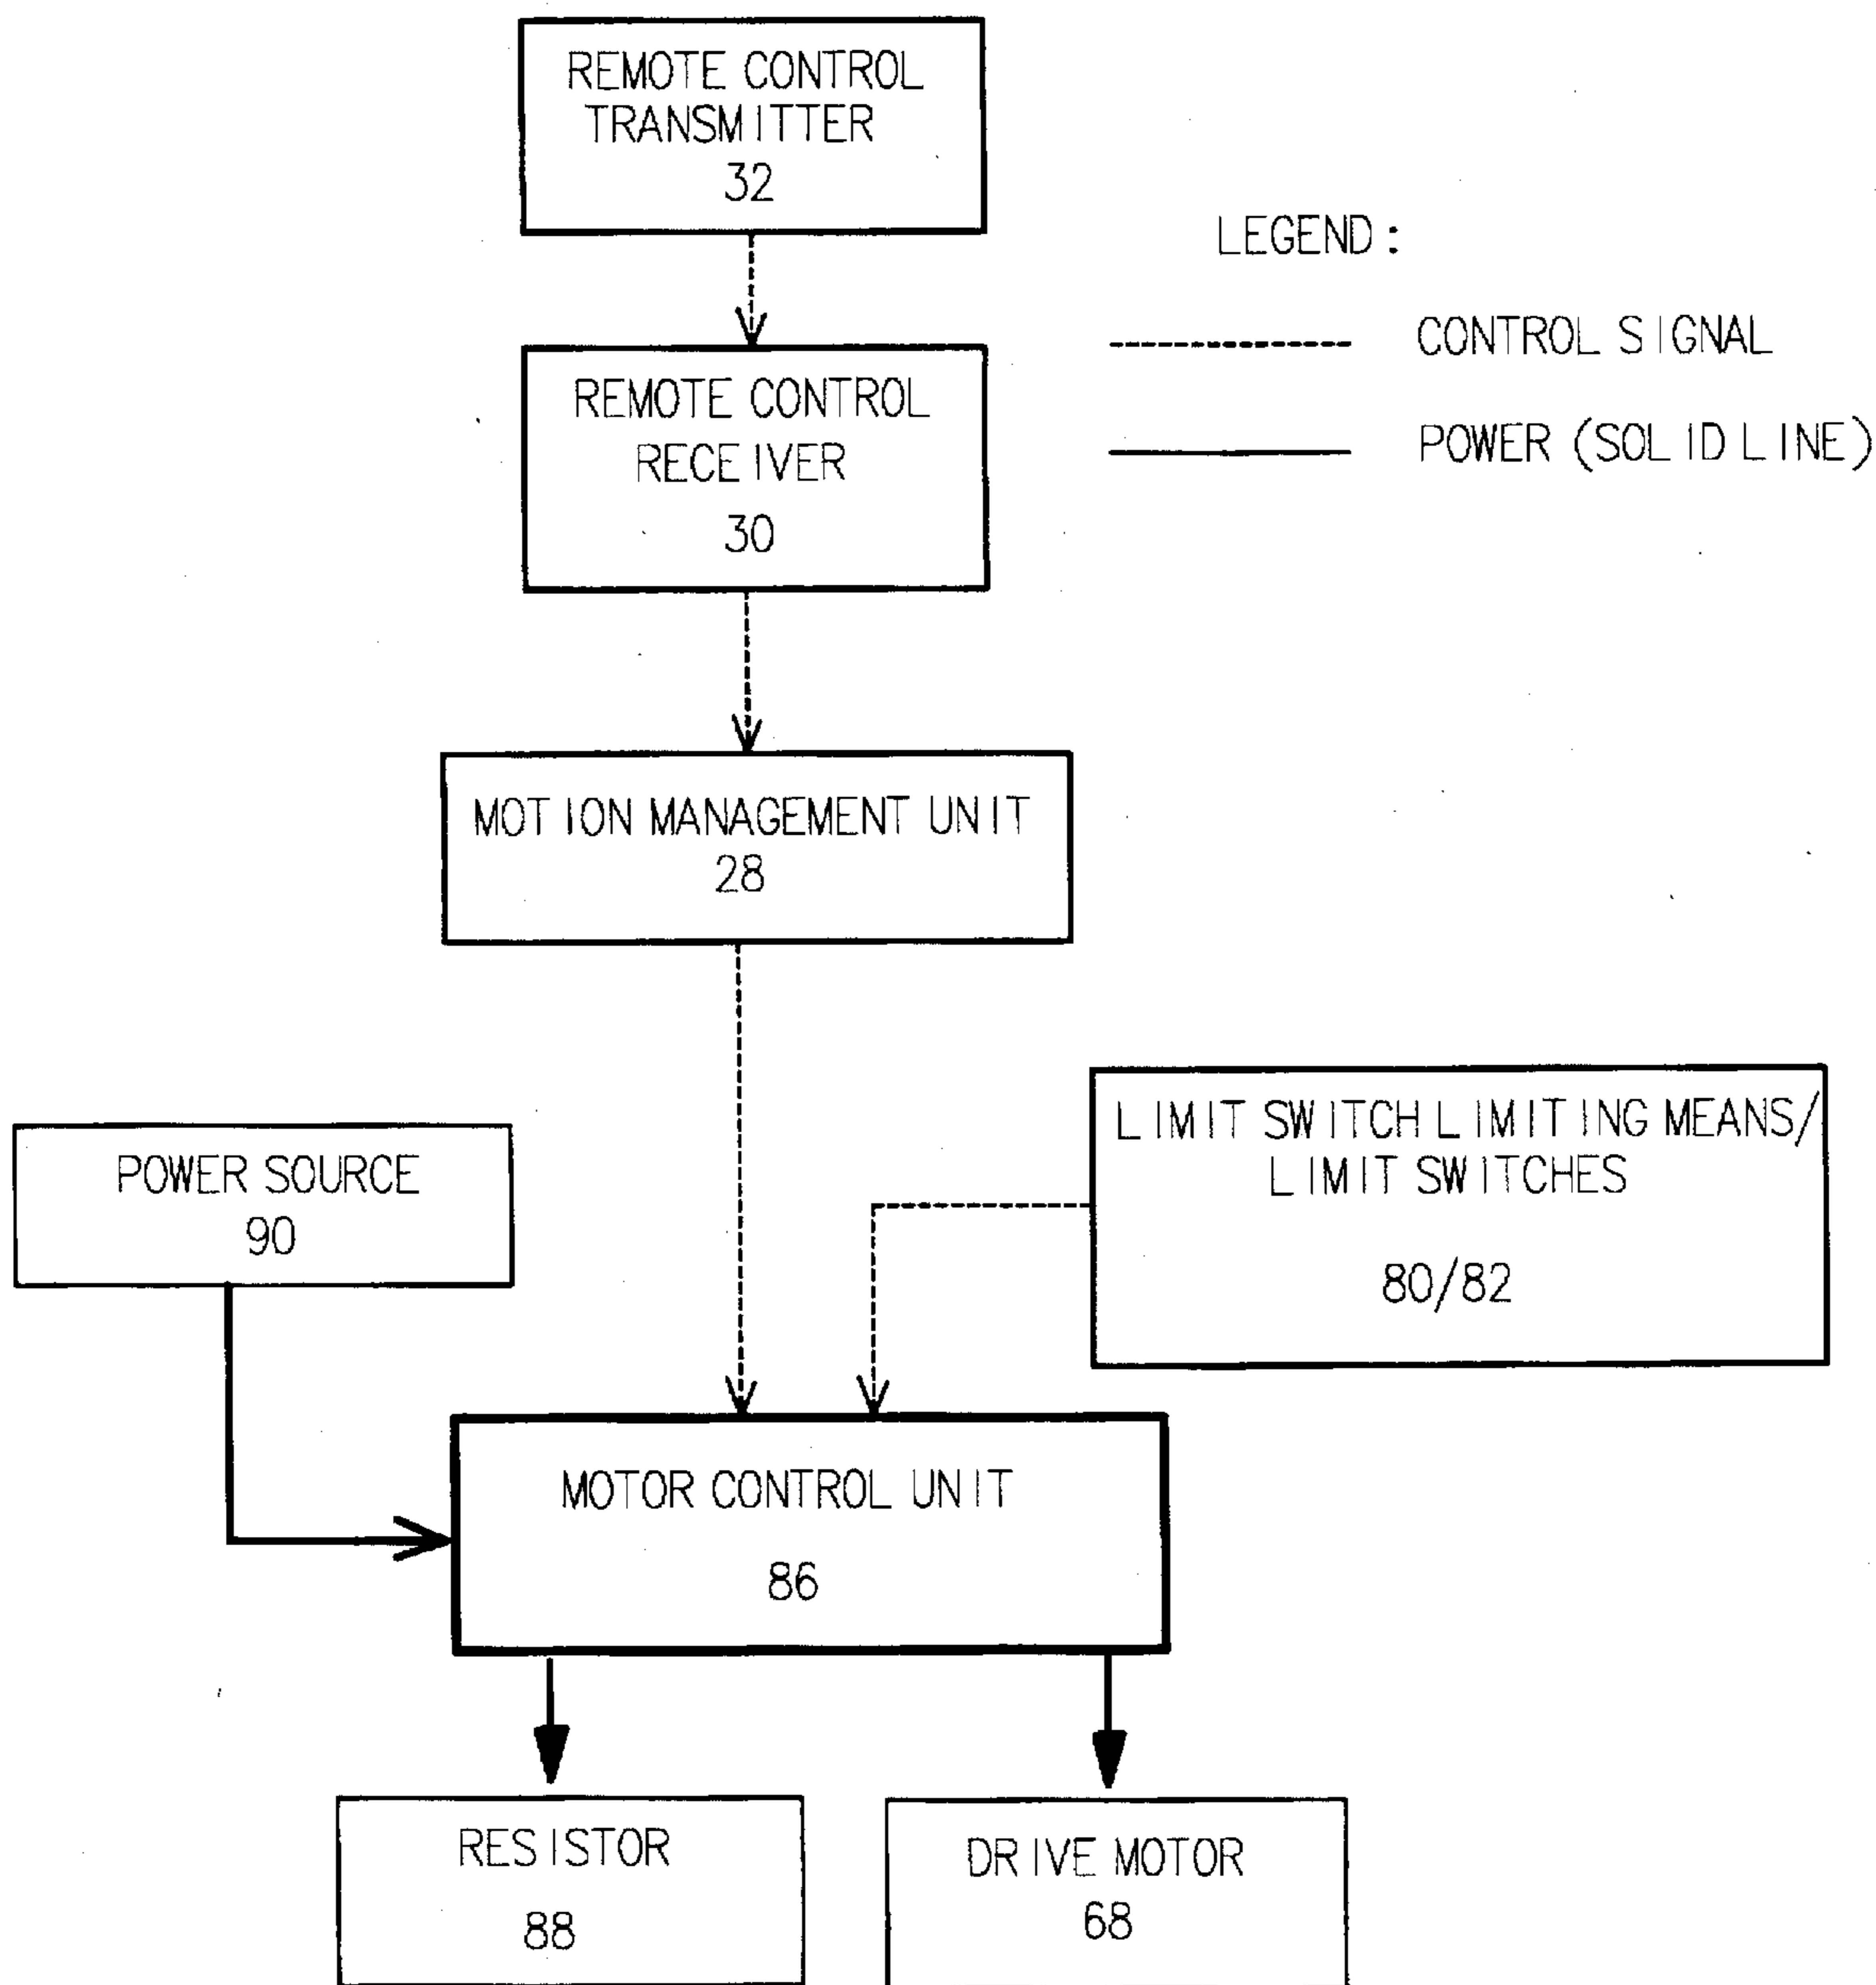 REMOTE CONTROL
TRANSMITTER
32
LEGEND:
CONTROL SIGNAL
POWER (SOLID LINE)
REMOTE CONTROL
RECEIVER
30
MOTION MANAGEMENT UNIT
28
LIMIT SWITCH LIMITING MEANS/
LIMIT SWITCHES
80/82
POWER SOURCE
90
MOTOR CONTROL UNIT
86
RESISTOR
88
DRIVE MOTOR
68